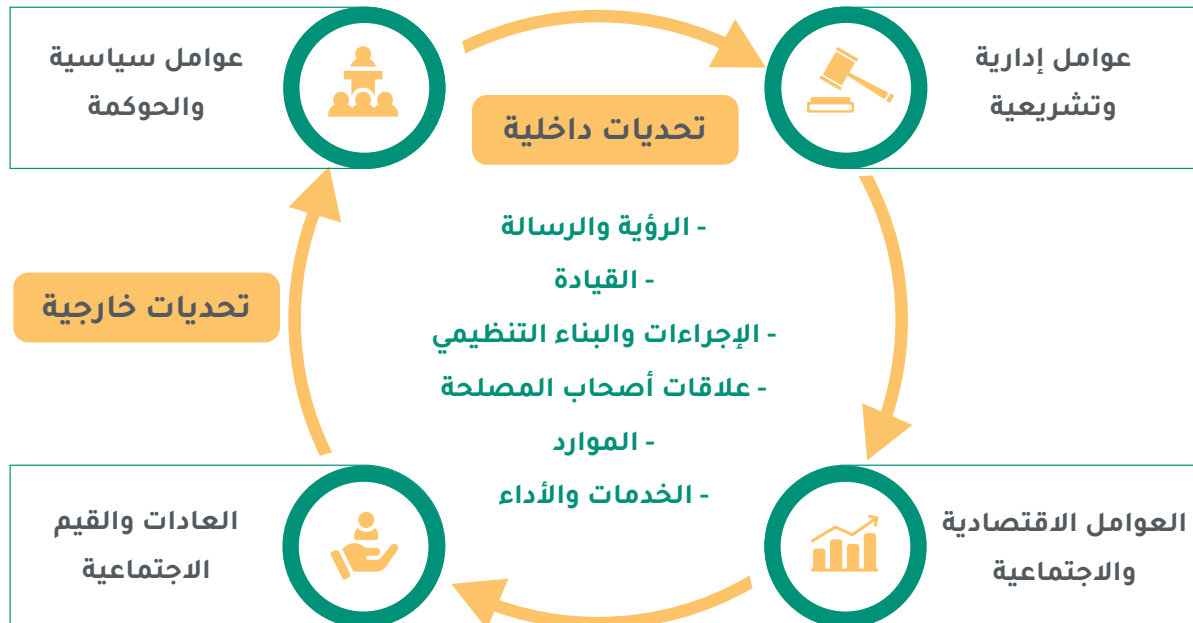 عوامل إدارية
وتشريعية
عوامل سياسية
والحوكمة
تحديات داخلية
- الرؤية والرسالة
- القيادة
- الإجراءات والبناء التنظيمي
- علاقات أصحاب المصلحة
- الموارد
- الخدمات والأداء
تحديات خارجية
العوامل الاقتصادية
والاجتماعية
العادات والقيم
الاجتماعية